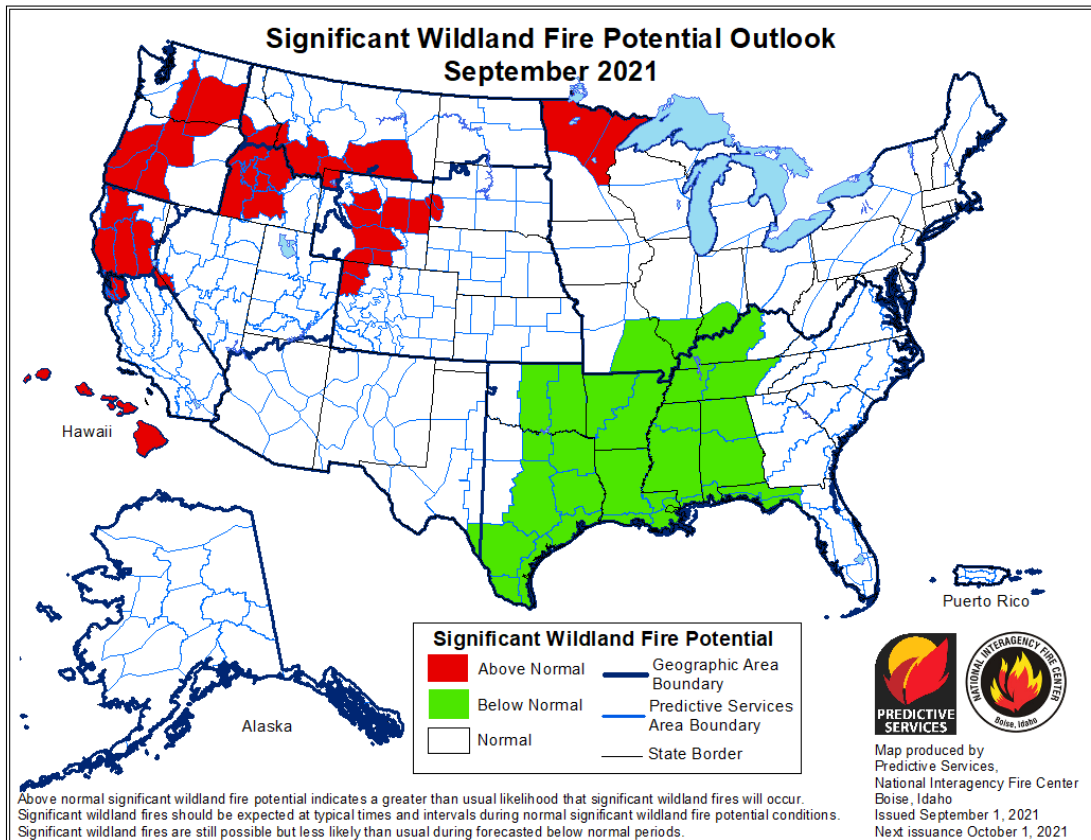 Significant Wildland Fire Potential Outlook
September 2021
Hawaii
Alaska
Puerto Rico
Significant Wildland Fire Potential
Above Normal
Below Normal
Normal
Geographic Area
Boundary
Predictive Services
Area Boundary
State Border
PREDICTIVE
SERVICES
NATIONAL INTERAGENCY FIRE CENTER
Boise, Idaho
Map produced by
Predictive Services,
National Interagency Fire Center
Boise, Idaho
Issued September 1, 2021
Next issuance October 1, 2021
Above normal significant wildland fire potential indicates a greater than usual likelihood that significant wildland fires will occur.
Significant wildland fires should be expected at typical times and intervals during normal significant wildland fire potential conditions.
Significant wildland fires are still possible but less likely than usual during forecasted below normal periods.